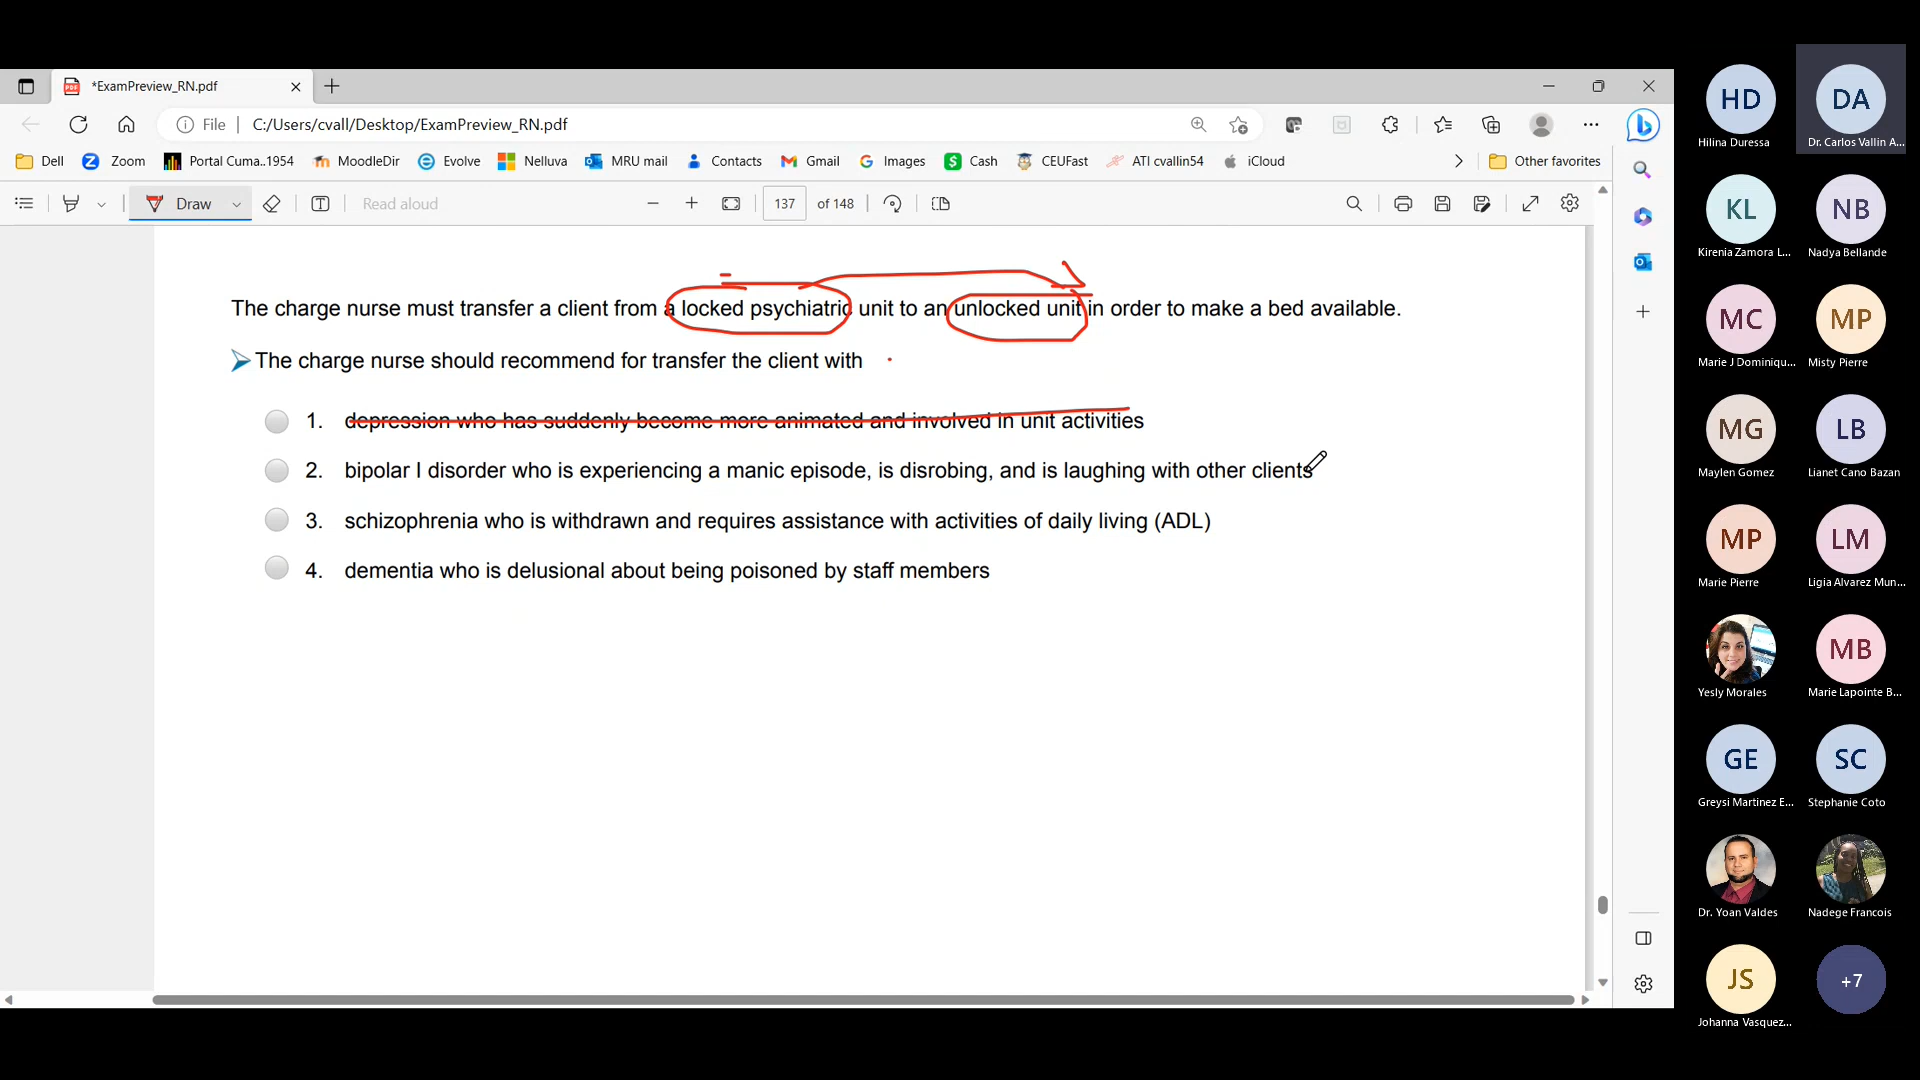 *ExamPreview_RN.pdf
File | C:/Users/cvall/Desktop/ExamPreview_RN.pdf
Dell Zoom Portal Cuma..1954 MoodleDir Evolve Nelluva MRU mail Contacts Gmail Images Cash CEUFast ATI cvallin54 iCloud Other favorites
Draw Read aloud 137 of 148
The charge nurse must transfer a client from a locked psychiatric unit to an unlocked unit in order to make a bed available.
The charge nurse should recommend for transfer the client with
1. depression who has suddenly become more animated and involved in unit activities
2. bipolar I disorder who is experiencing a manic episode, is disrobing, and is laughing with other clients
3. schizophrenia who is withdrawn and requires assistance with activities of daily living (ADL)
4. dementia who is delusional about being poisoned by staff members
HD DA
Hilina Duressa Dr. Carlos Vallin A...
KL NB
Kirenia Zamora L... Nadya Bellande
MC MP
Marie J Dominiqu... Misty Pierre
MG LB
Maylen Gomez Lianet Cano Bazan
MP LM
Marie Pierre Ligia Alvarez Mun...
MB
Yesly Morales Marie Lapointe B...
GE SC
Greysi Martinez E... Stephanie Coto
Dr. Yoan Valdes Nadege Francois
JS +7
Johanna Vasquez...